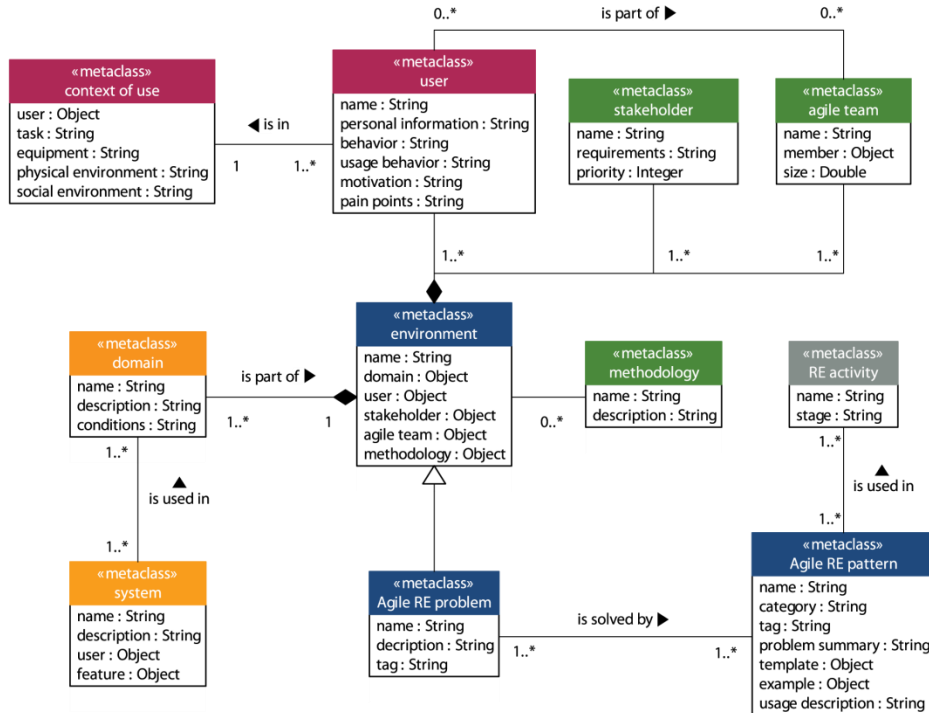 0..*
is part of ▶
0..*
«metaclass»
context of use
user : Object
task : String
equipment : String
physical environment : String
social environment : String
◀ is in
1
1..*
«metaclass»
user
name : String
personal information : String
behavior : String
usage behavior : String
motivation : String
pain points : String
«metaclass»
stakeholder
name : String
requirements : String
priority : Integer
«metaclass»
agile team
name : String
member : Object
size : Double
1..*
1..*
1..*
«metaclass»
domain
name : String
description : String
conditions : String
is part of ▶
1..*
1
«metaclass»
environment
name : String
domain : Object
user : Object
stakeholder : Object
agile team : Object
methodology : Object
0..*
«metaclass»
methodology
name : String
description : String
«metaclass»
RE activity
name : String
stage : String
1..*
▲
is used in
1..*
1..*
▲
is used in
1..*
«metaclass»
system
name : String
description : String
user : Object
feature : Object
«metaclass»
Agile RE problem
name : String
decription : String
tag : String
is solved by ▶
1..*
1..*
«metaclass»
Agile RE pattern
name : String
category : String
tag : String
problem summary : String
template : Object
example : Object
usage description : String